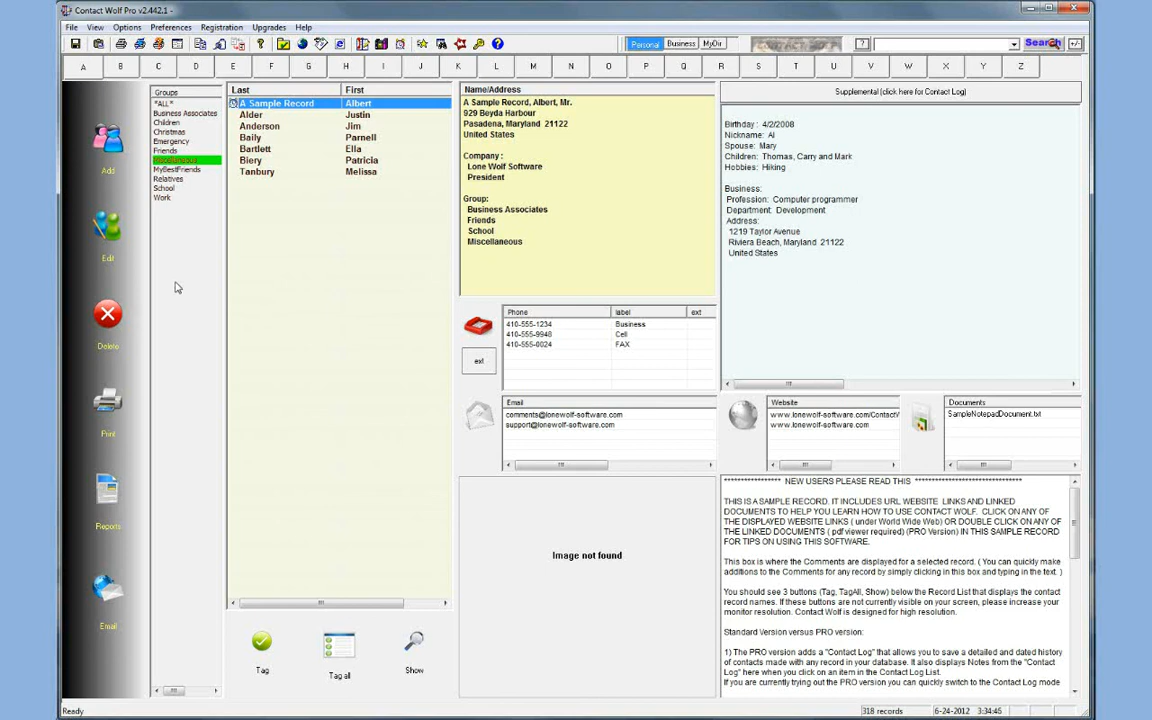 Contact Wolf Pro v2.442.1 -
File View Options Preferences Registration Upgrades Help
Personal Business MyDir ? Search +/-
A B C D E F G H I J K L M N O P Q R S T U V W X Y Z
Add
Edit
Delete
Print
Reports
Email
Groups
*ALL*
Business Associates
Children
Christmas
Emergency
Friends
Miscellaneous
MyBestFriends
Relatives
School
Work
Last First
A Sample Record Albert
Alder Justin
Anderson Jim
Baily Parnell
Bartlett Ella
Biery Patricia
Tanbury Melissa
Tag
Tag all
Show
Name/Address
A Sample Record, Albert, Mr.
929 Beyda Harbour
Pasadena, Maryland 21122
United States
Company :
Lone Wolf Software
President
Group:
Business Associates
Friends
School
Miscellaneous
Supplemental (click here for Contact Log)
Birthday : 4/2/2008
Nickname: Al
Spouse: Mary
Children: Thomas, Carry and Mark
Hobbies: Hiking
Business:
Profession: Computer programmer
Department: Development
Address:
1219 Taylor Avenue
Riviera Beach, Maryland 21122
United States
Phone label ext
410-555-1234 Business
410-555-9948 Cell
410-555-0024 FAX
ext
Email
comments@lonewolf-software.com
support@lonewolf-software.com
Website
www.lonewolf-software.com/ContactW
www.lonewolf-software.com
Documents
SampleNotepadDocument.txt
Image not found
**************** NEW USERS PLEASE READ THIS ******************************
THIS IS A SAMPLE RECORD. IT INCLUDES URL WEBSITE LINKS AND LINKED
DOCUMENTS TO HELP YOU LEARN HOW TO USE CONTACT WOLF. CLICK ON ANY OF
THE DISPLAYED WEBSITE LINKS ( under World Wide Web) OR DOUBLE CLICK ON ANY OF
THE LINKED DOCUMENTS ( pdf viewer required) (PRO Version) IN THIS SAMPLE RECORD
FOR TIPS ON USING THIS SOFTWARE.
This box is where the Comments are displayed for a selected record. ( You can quickly make
additions to the Comments for any record by simply clicking in this box and typing in the text. )
You should see 3 buttons (Tag, TagAll, Show) below the Record List that displays the contact
record names. If these buttons are not currently visible on your screen, please increase your
monitor resolution. Contact Wolf is designed for high resolution.
Standard Version versus PRO version:
1) The PRO version adds a "Contact Log" that allows you to save a detailed and dated history
of contacts made with any record in your database. It also displays Notes from the "Contact
Log" here when you click on an item in the Contact Log List.
If you are currently trying out the PRO version you can quickly switch to the Contact Log mode
Ready 318 records 6-24-2012 3:34:45